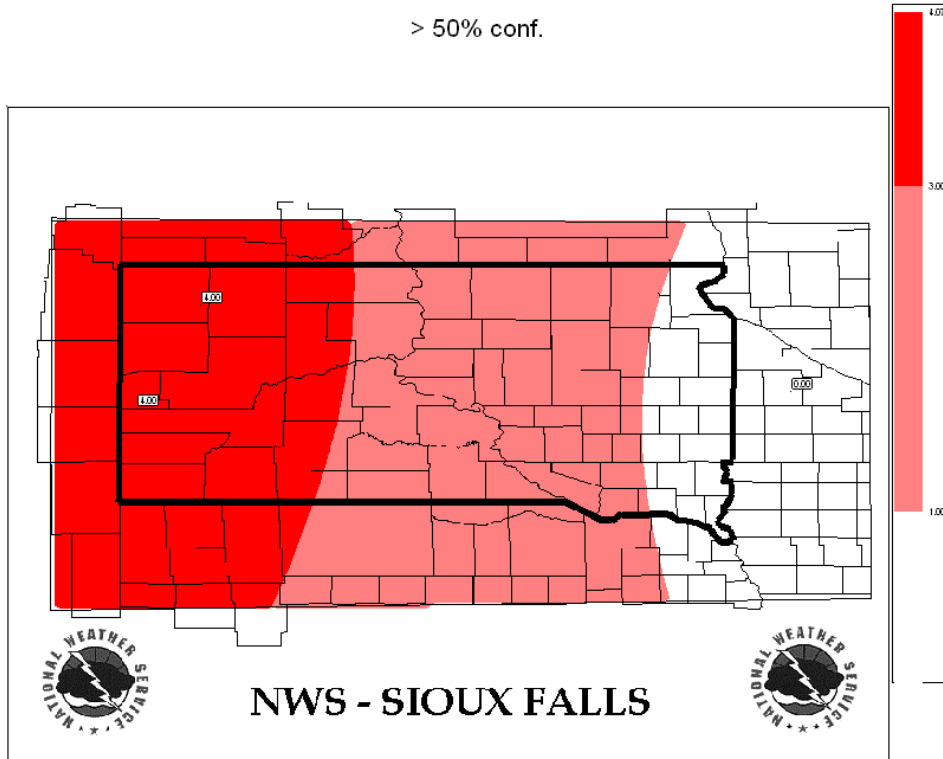 > 50% conf.
4.07
3.00
4.00
0.00
4.00
1.00
NATIONAL WEATHER SERVICE
NWS - SIOUX FALLS
NATIONAL WEATHER SERVICE